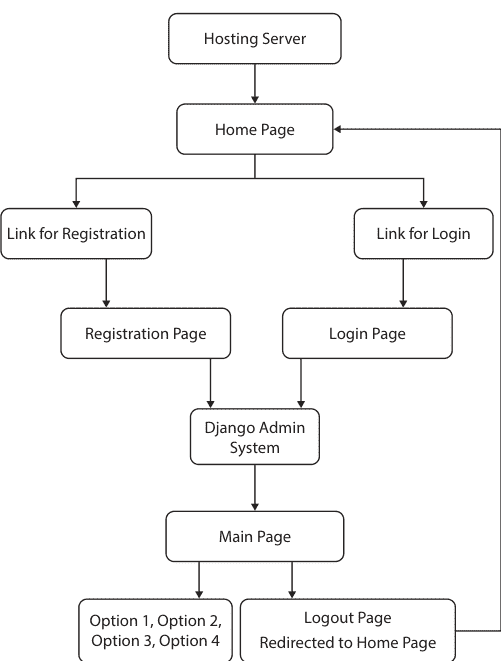 Hosting Server
Home Page
Link for Registration
Link for Login
Registration Page
Login Page
Django Admin
System
Main Page
Option 1, Option 2,
Option 3, Option 4
Logout Page
Redirected to Home Page